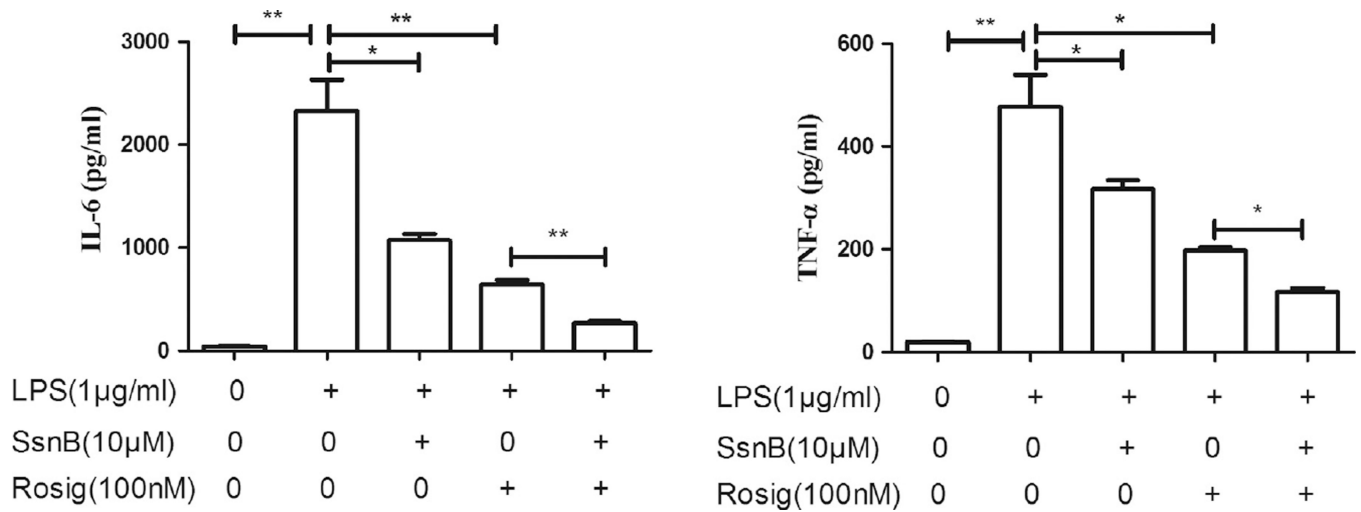 ** ** *
3000
2000
1000
0
IL-6 (pg/ml)
**
LPS(1μg/ml) 0 + + + +
SsnB(10μM) 0 0 + 0 +
Rosig(100nM) 0 0 0 + +
** * *
600
400
200
0
TNF-α (pg/ml)
*
LPS(1μg/ml) 0 + + + +
SsnB(10μM) 0 0 + 0 +
Rosig(100nM) 0 0 0 + +